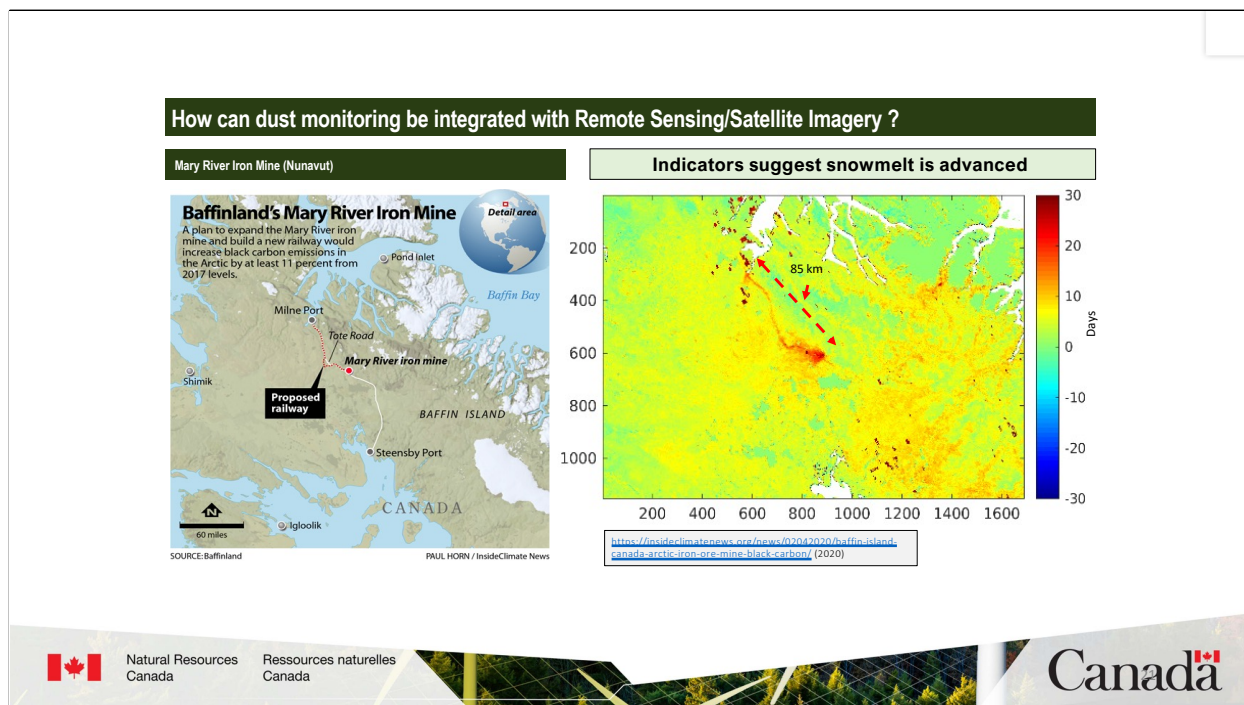 How can dust monitoring be integrated with Remote Sensing/Satellite Imagery ?
Mary River Iron Mine (Nunavut)
Indicators suggest snowmelt is advanced
Baffinland's Mary River Iron Mine
A plan to expand the Mary River iron
mine and build a new railway would
increase black carbon emissions in
the Arctic by at least 11 percent from
2017 levels.
Detail area
Pond Inlet
Baffin Bay
Milne Port
Tote Road
Mary River iron mine
Shimik
Proposed
railway
BAFFIN ISLAND
Steensby Port
CANADA
N
60 miles
Igloolik
SOURCE: Baffinland
PAUL HORN / InsideClimate News
85 km
200
400
600
800
1000
200 400 600 800 1000 1200 1400 1600
30
20
10
0
-10
-20
-30
Days
https://insideclimatenews.org/news/02042020/baffin-island-
canada-arctic-iron-ore-mine-black-carbon/ (2020)
Natural Resources
Canada
Ressources naturelles
Canada
Canada